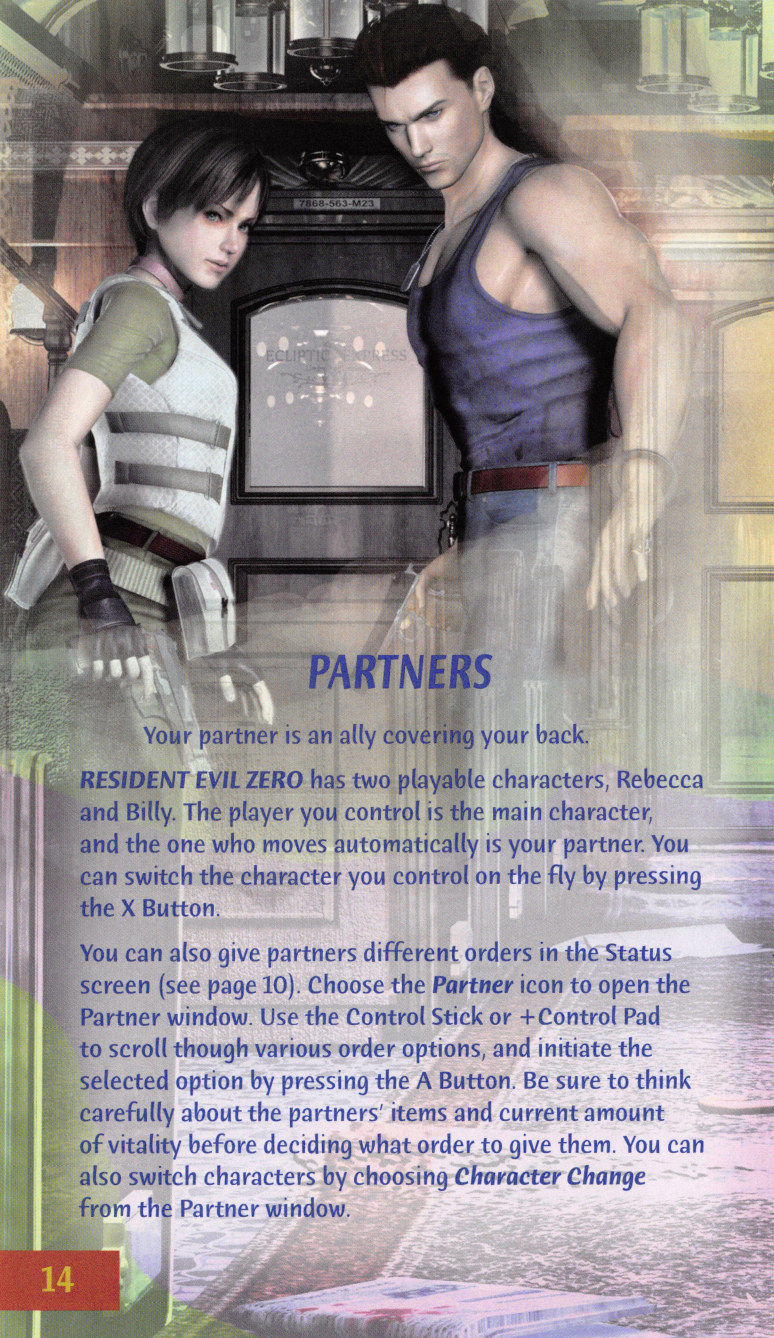 7868-563-M23
ECLIPTIC EXPRESS
PARTNERS
Your partner is an ally covering your back.
RESIDENT EVIL ZERO has two playable characters, Rebecca
and Billy. The player you control is the main character,
and the one who moves automatically is your partner. You
can switch the character you control on the fly by pressing
the X Button.
You can also give partners different orders in the Status
screen (see page 10). Choose the Partner icon to open the
Partner window. Use the Control Stick or +Control Pad
to scroll though various order options, and initiate the
selected option by pressing the A Button. Be sure to think
carefully about the partners’ items and current amount
of vitality before deciding what order to give them. You can
also switch characters by choosing Character Change
from the Partner window.
14